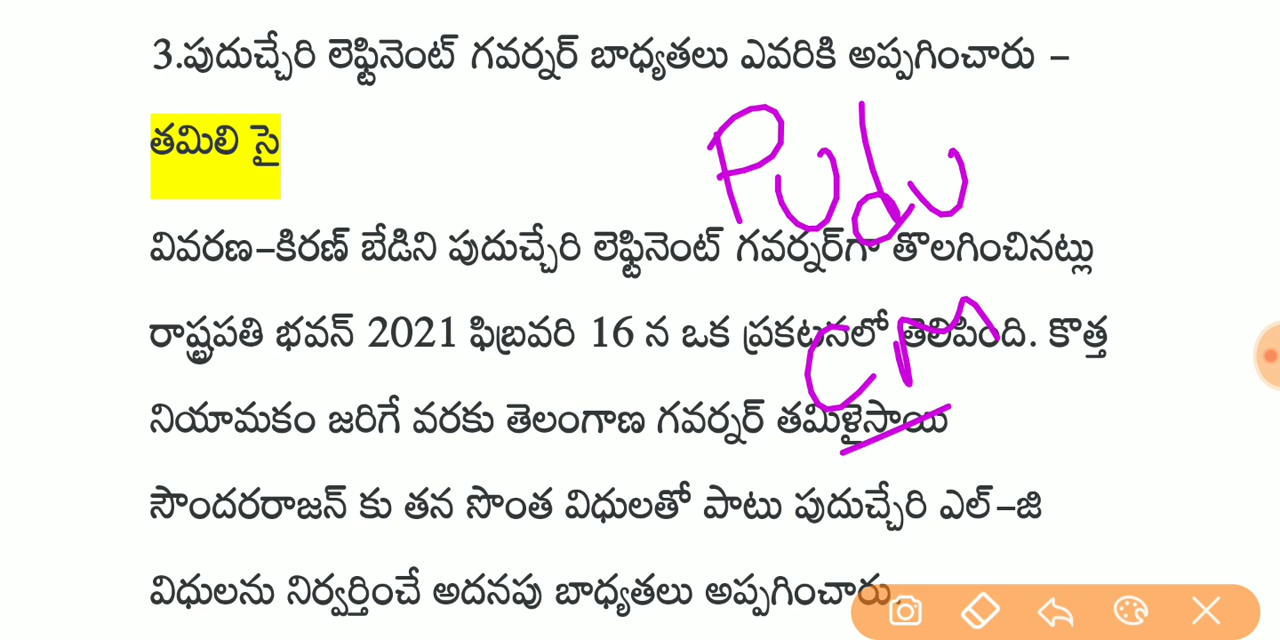 3.పుదుచ్చేరి లెఫ్టినెంట్ గవర్నర్ బాధ్యతలు ఎవరికి అప్పగించారు –
తమిలి సై
Pudu
వివరణ–కిరణ్ బేడిని పుదుచ్చేరి లెఫ్టినెంట్ గవర్నర్‌గా తొలగించినట్లు
రాష్ట్రపతి భవన్ 2021 ఫిబ్రవరి 16 న ఒక ప్రకటనలో తెలిపింది. కొత్త
CM
నియామకం జరిగే వరకు తెలంగాణ గవర్నర్ తమిళైసాయి
సౌందరరాజన్ కు తన సొంత విధులతో పాటు పుదుచ్చేరి ఎల్–జి
విధులను నిర్వర్తించే అదనపు బాధ్యతలు అప్పగించారు.